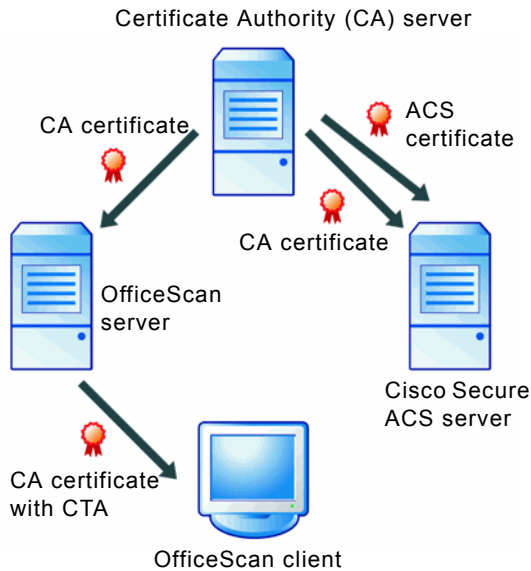 Certificate Authority (CA) server
CA certificate
ACS
certificate
CA certificate
OfficeScan
server
Cisco Secure
ACS server
CA certificate
with CTA
OfficeScan client